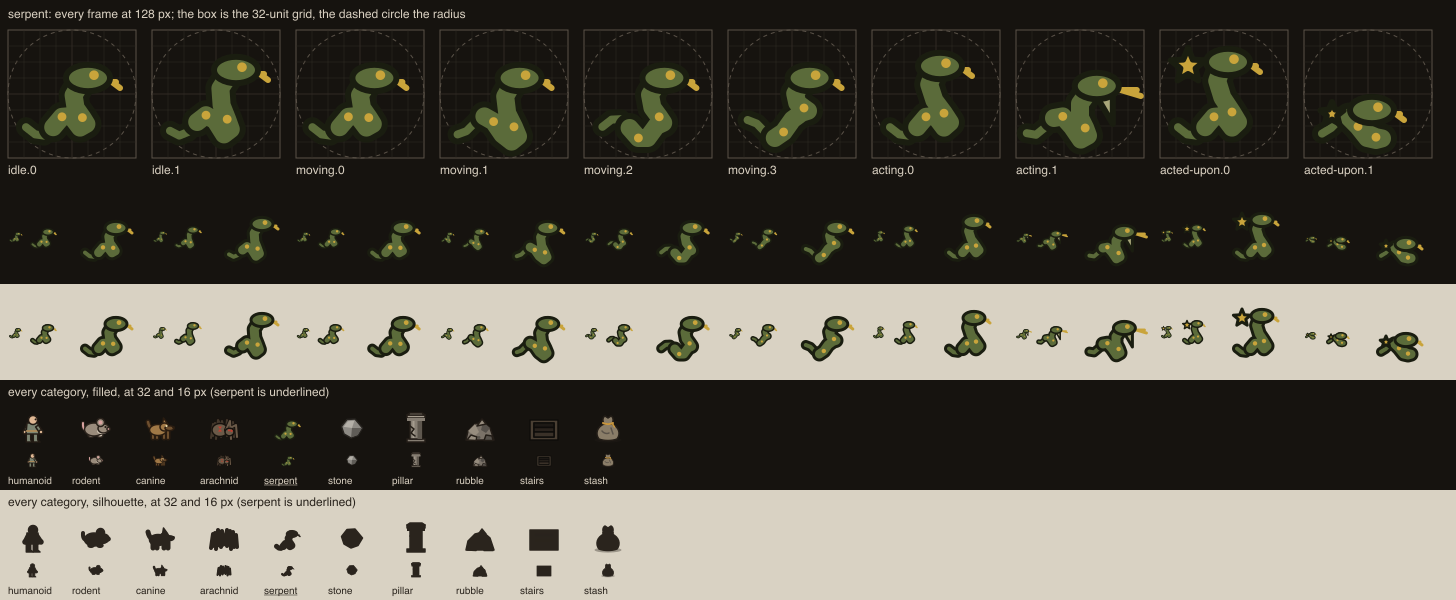 serpent: every frame at 128 px; the box is the 32-unit grid, the dashed circle the radius
idle.0 idle.1 moving.0 moving.1 moving.2 moving.3 acting.0 acting.1 acted-upon.0 acted-upon.1
every category, filled, at 32 and 16 px (serpent is underlined)
humanoid rodent canine arachnid serpent stone pillar rubble stairs stash
every category, silhouette, at 32 and 16 px (serpent is underlined)
humanoid rodent canine arachnid serpent stone pillar rubble stairs stash